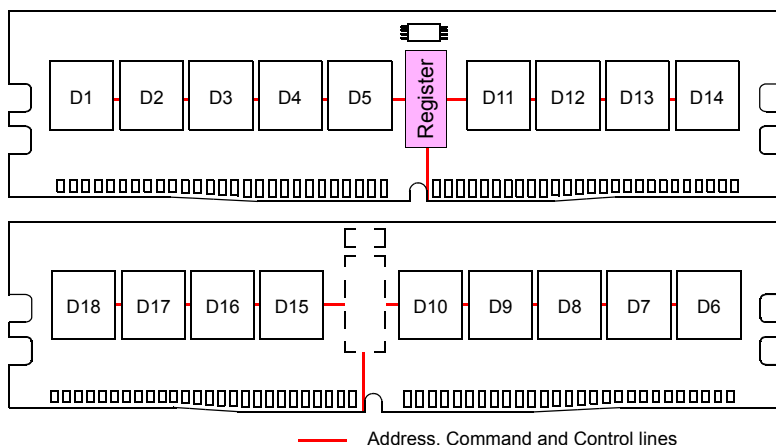 D1 D2 D3 D4 D5 Register D11 D12 D13 D14
D18 D17 D16 D15 D10 D9 D8 D7 D6
Address, Command and Control lines